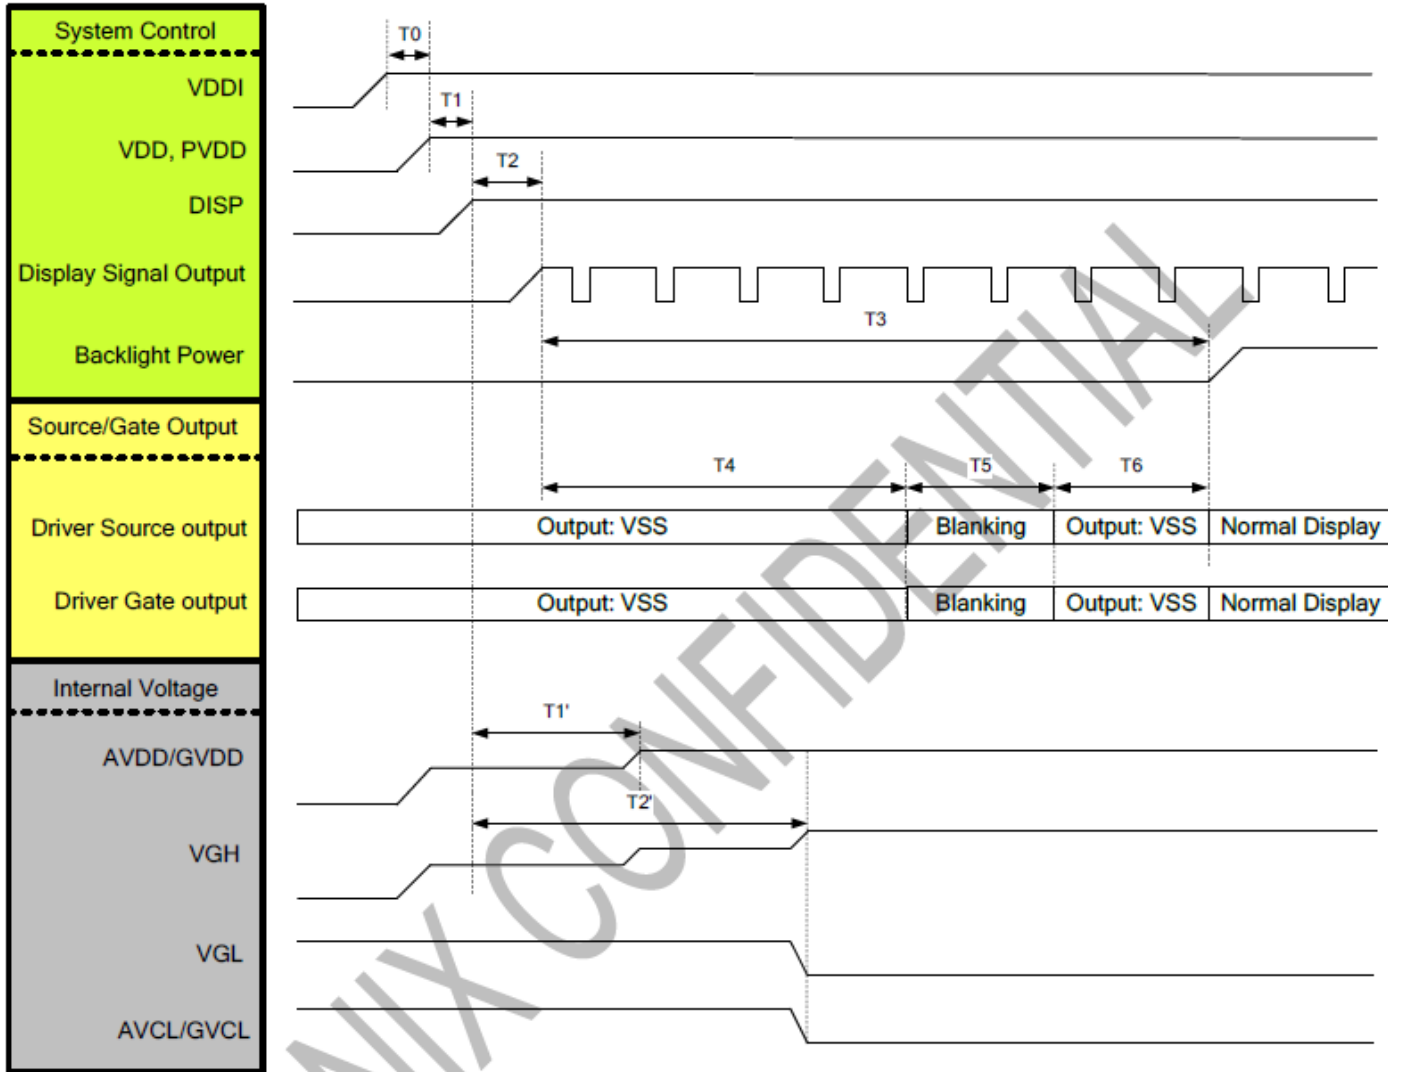 System Control
T0
VDDI
T1
VDD, PVDD
T2
DISP
Display Signal Output
T3
Backlight Power
Source/Gate Output
T4 T5 T6
Driver Source output Output: VSS Blanking Output: VSS Normal Display
Driver Gate output Output: VSS Blanking Output: VSS Normal Display
Internal Voltage
T1'
AVDD/GVDD
T2'
VGH
VGL
AVCL/GVCL
NIX CONFIDENTIAL